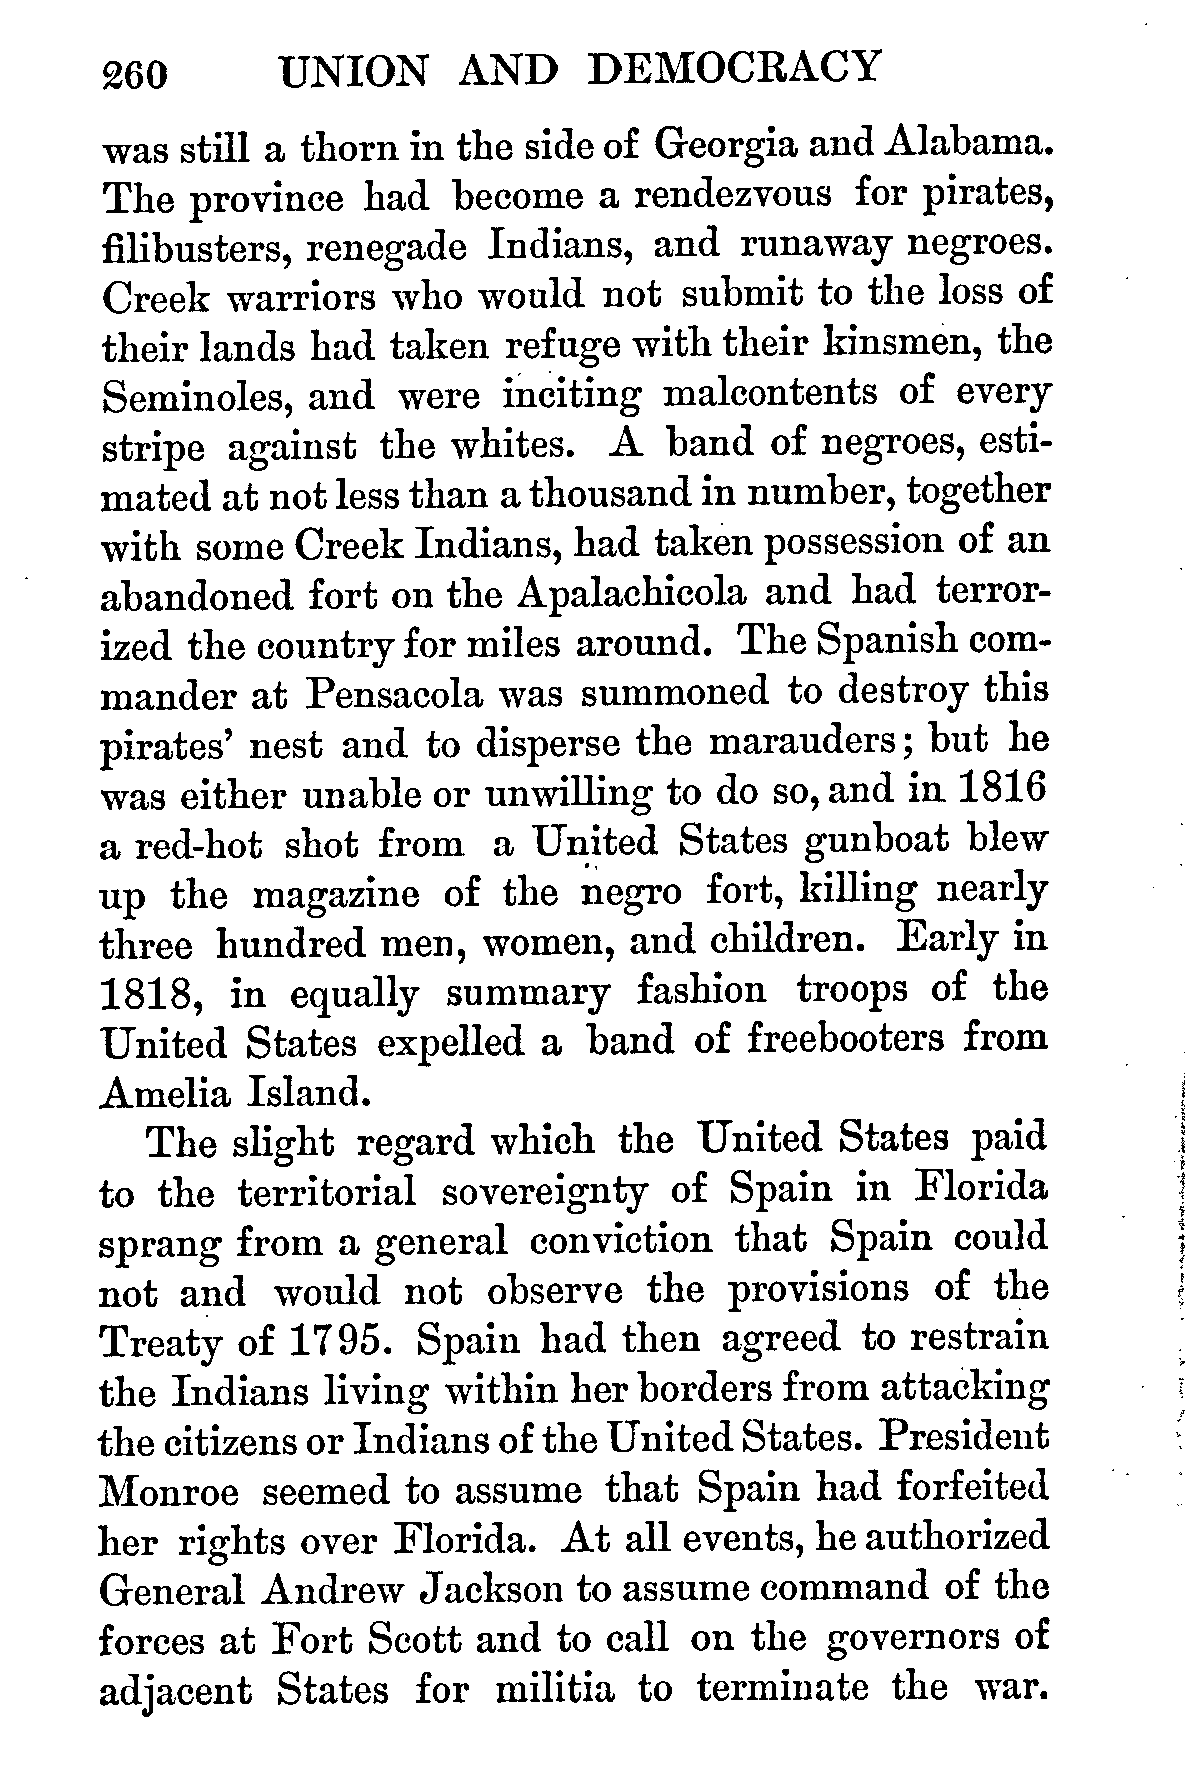 260 UNION AND DEMOCRACY
was still a thorn in the side of Georgia and Alabama.
The province had become a rendezvous for pirates,
filibusters, renegade Indians, and runaway negroes.
Creek warriors who would not submit to the loss of
their lands had taken refuge with their kinsmen, the
Seminoles, and were inciting malcontents of every
stripe against the whites. A band of negroes, esti-
mated at not less than a thousand in number, together
with some Creek Indians, had taken possession of an
abandoned fort on the Apalachicola and had terror-
ized the country for miles around. The Spanish com-
mander at Pensacola was summoned to destroy this
pirates' nest and to disperse the marauders; but he
was either unable or unwilling to do so, and in 1816
a red-hot shot from a United States gunboat blew
up the magazine of the negro fort, killing nearly
three hundred men, women, and children. Early in
1818, in equally summary fashion troops of the
United States expelled a band of freebooters from
Amelia Island.
The slight regard which the United States paid
to the territorial sovereignty of Spain in Florida
sprang from a general conviction that Spain could
not and would not observe the provisions of the
Treaty of 1795. Spain had then agreed to restrain
the Indians living within her borders from attacking
the citizens or Indians of the United States. President
Monroe seemed to assume that Spain had forfeited
her rights over Florida. At all events, he authorized
General Andrew Jackson to assume command of the
forces at Fort Scott and to call on the governors of
adjacent States for militia to terminate the war.